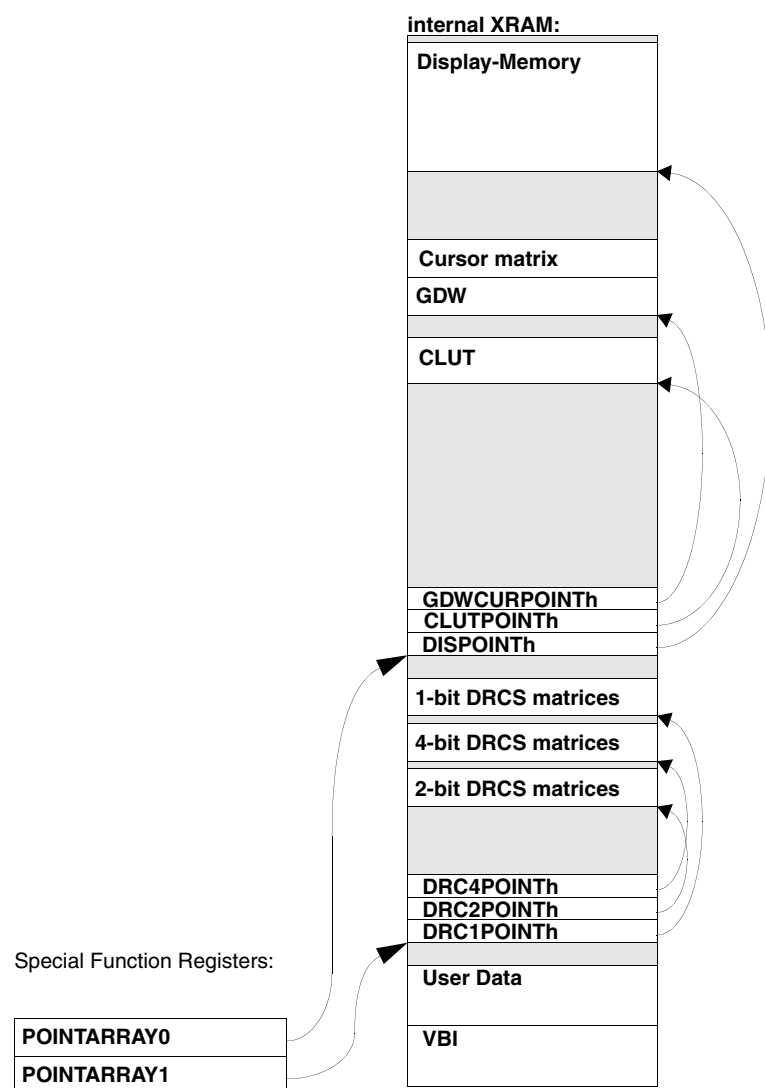 internal XRAM:
Display-Memory
Cursor matrix
GDW
CLUT
GDWCURPOINTh
CLUTPOINTh
DISPOINTh
1-bit DRCS matrices
4-bit DRCS matrices
2-bit DRCS matrices
DRC4POINTh
DRC2POINTh
DRC1POINTh
Special Function Registers:
User Data
POINTARRAY0
VBI
POINTARRAY1